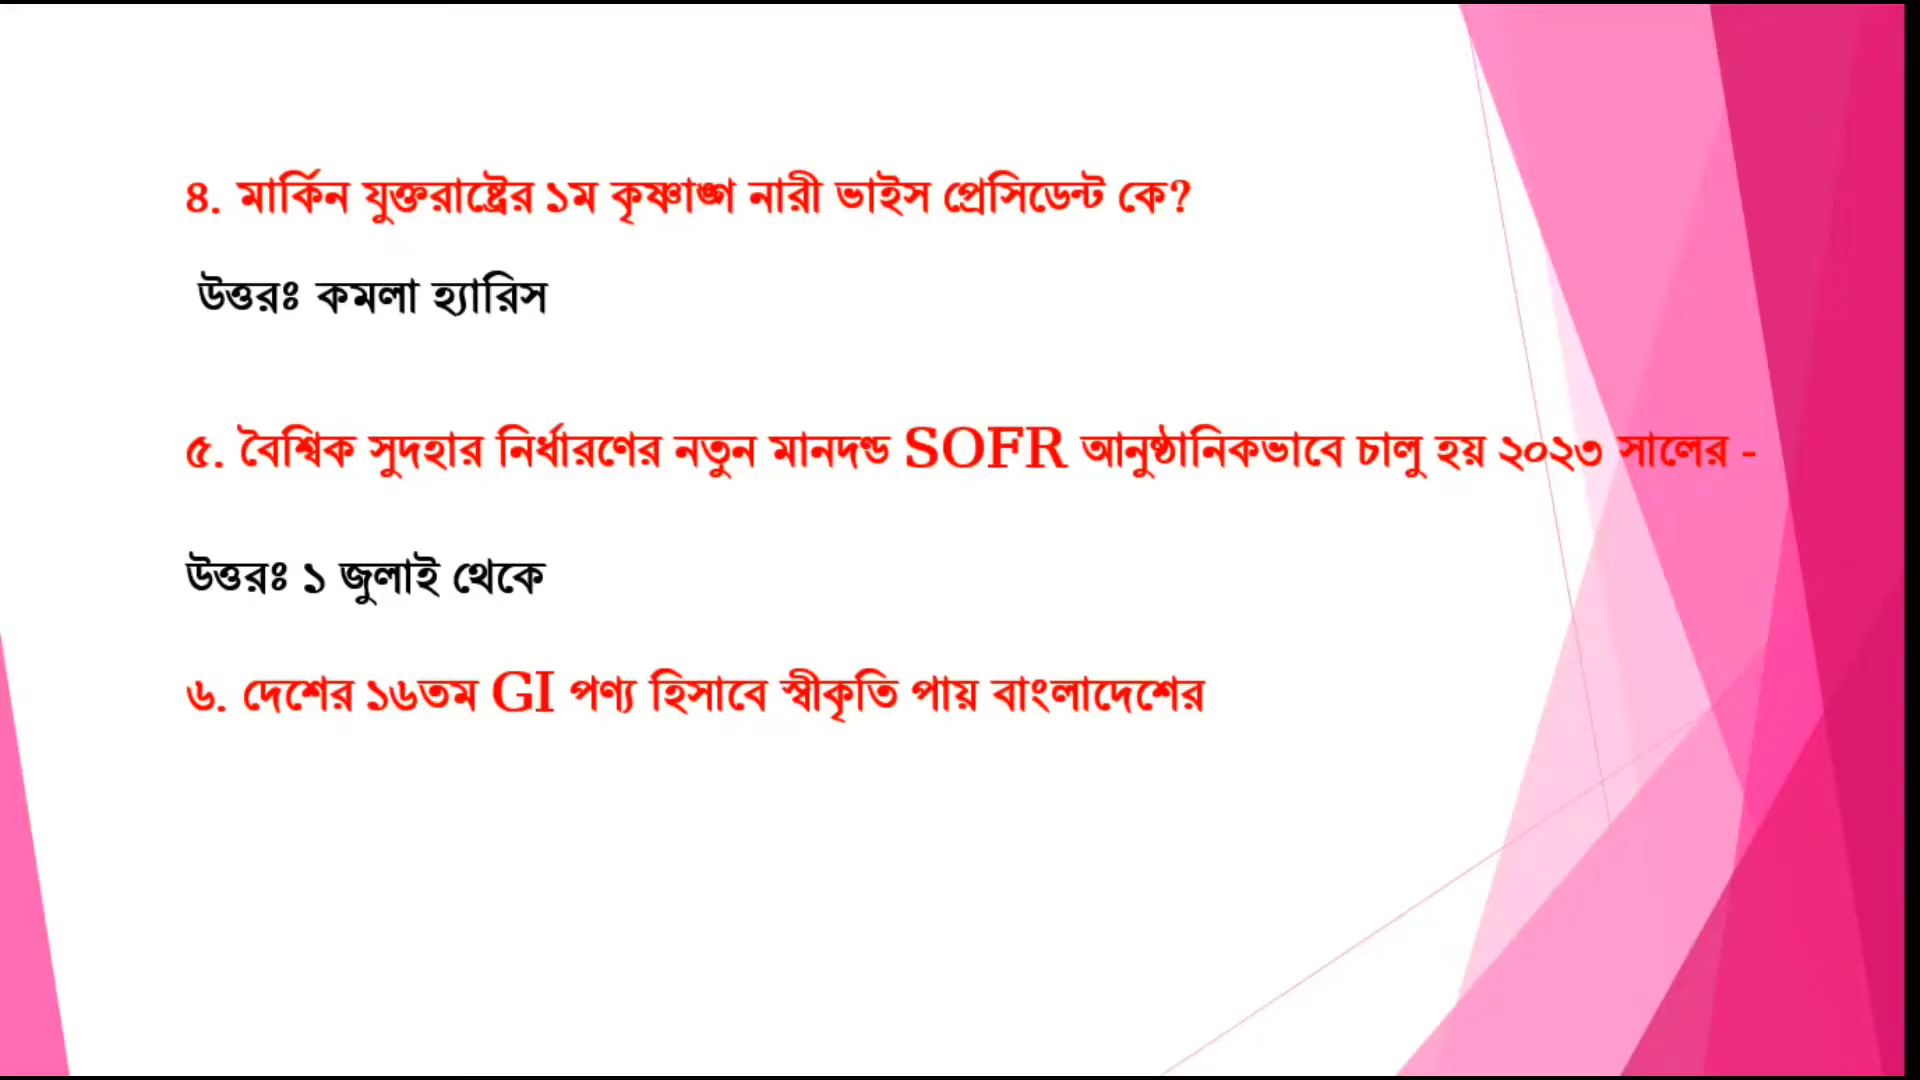 ৪. মার্কিন যুক্তরাষ্ট্রের ১ম কৃষ্ণাঙ্গ নারী ভাইস প্রেসিডেন্ট কে?
উত্তরঃ কমলা হ্যারিস
৫. বৈশ্বিক সুদহার নির্ধারণের নতুন মানদণ্ড SOFR আনুষ্ঠানিকভাবে চালু হয় ২০২৩ সালের -
উত্তরঃ ১ জুলাই থেকে
৬. দেশের ১৬তম GI পণ্য হিসাবে স্বীকৃতি পায় বাংলাদেশের